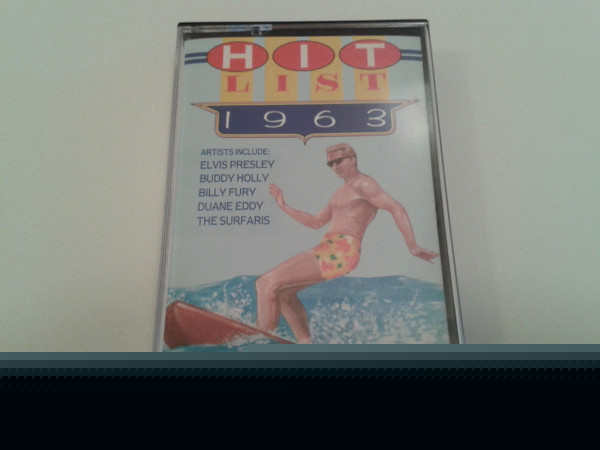 HIT
LIST
1963
ARTISTS INCLUDE:
ELVIS PRESLEY
BUDDY HOLLY
BILLY FURY
DUANE EDDY
THE SURFARIS